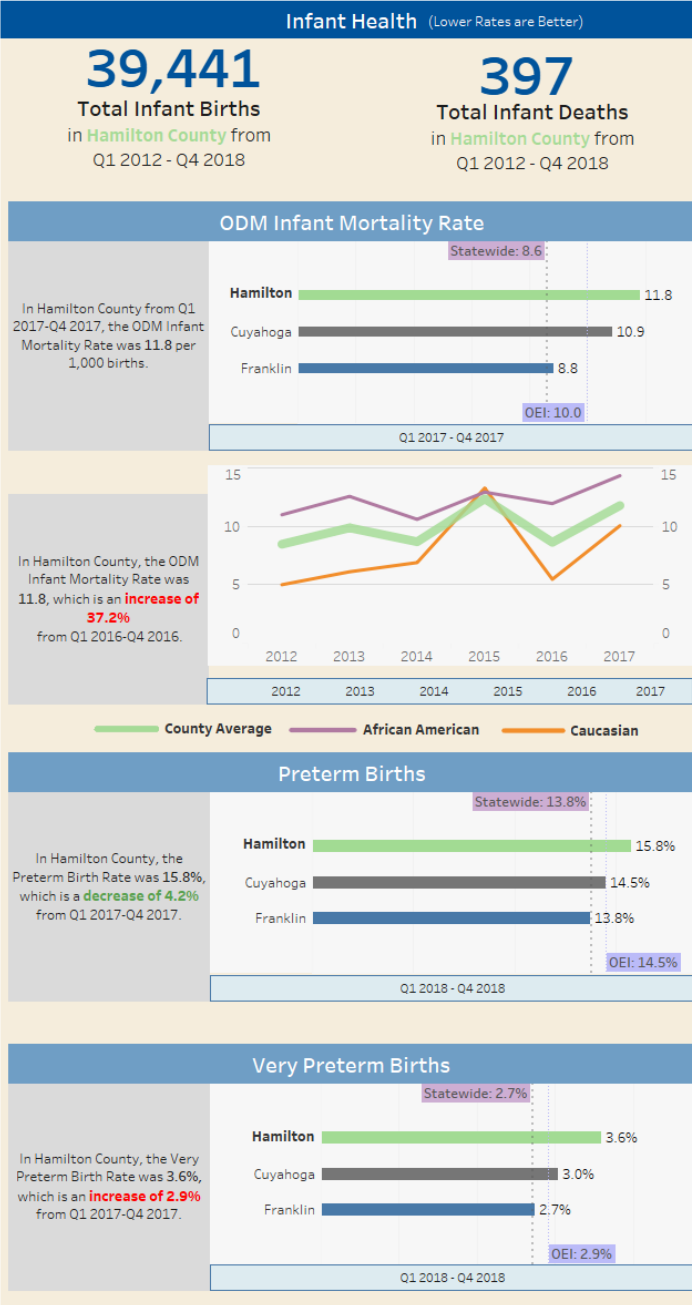 Infant Health (Lower Rates are Better)
39,441
Total Infant Births
in Hamilton County from
Q1 2012 - Q4 2018
397
Total Infant Deaths
in Hamilton County from
Q1 2012 - Q4 2018
ODM Infant Mortality Rate
In Hamilton County from Q1
2017-Q4 2017, the ODM Infant
Mortality Rate was 11.8 per
1,000 births.
Statewide: 8.6
Hamilton 11.8
Cuyahoga 10.9
Franklin 8.8
OEI: 10.0
Q1 2017 - Q4 2017
In Hamilton County, the ODM
Infant Mortality Rate was
11.8, which is an increase of
37.2%
from Q1 2016-Q4 2016.
15 15
10 10
5 5
0 0
2012 2013 2014 2015 2016 2017
2012 2013 2014 2015 2016 2017
County Average African American Caucasian
Preterm Births
In Hamilton County, the
Preterm Birth Rate was 15.8%,
which is a decrease of 4.2%
from Q1 2017-Q4 2017.
Statewide: 13.8%
Hamilton 15.8%
Cuyahoga 14.5%
Franklin 13.8%
OEI: 14.5%
Q1 2018 - Q4 2018
Very Preterm Births
In Hamilton County, the Very
Preterm Birth Rate was 3.6%,
which is an increase of 2.9%
from Q1 2017-Q4 2017.
Statewide: 2.7%
Hamilton 3.6%
Cuyahoga 3.0%
Franklin 2.7%
OEI: 2.9%
Q1 2018 - Q4 2018